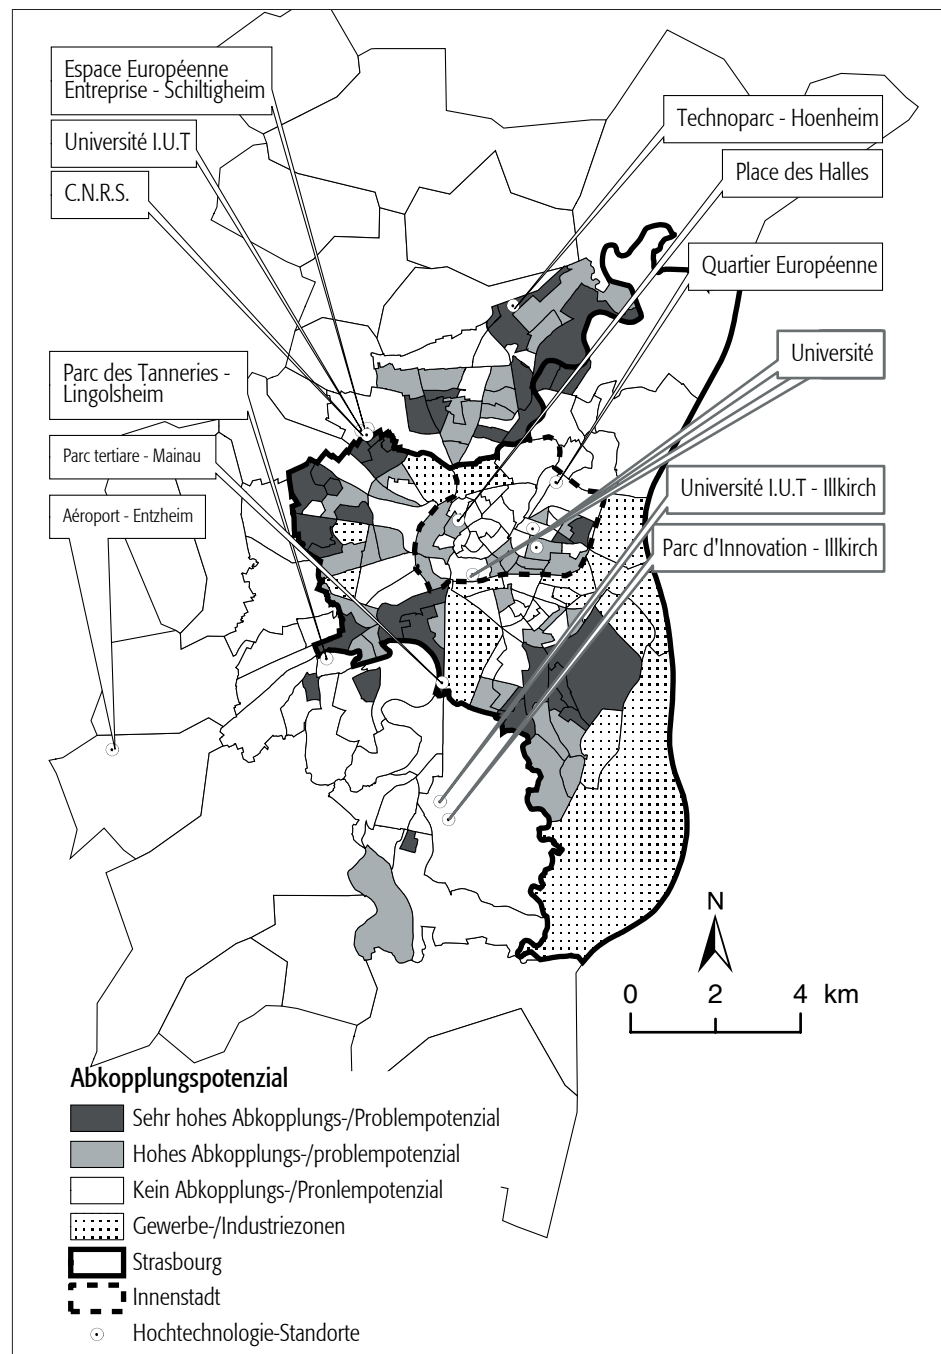 Espace Européenne
Entreprise - Schiltigheim
Université I.U.T
C.N.R.S.
Technoparc - Hoenheim
Place des Halles
Quartier Européenne
Université
Parc des Tanneries -
Lingolsheim
Parc tertiare - Mainau
Aéroport - Entzheim
Université I.U.T - Illkirch
Parc d'Innovation - Illkirch
N
0 2 4 km
Abkopplungspotenzial
Sehr hohes Abkopplungs-/Problempotenzial
Hohes Abkopplungs-/problempotenzial
Kein Abkopplungs-/Pronlempotenzial
Gewerbe-/Industriezonen
Strasbourg
Innenstadt
Hochtechnologie-Standorte